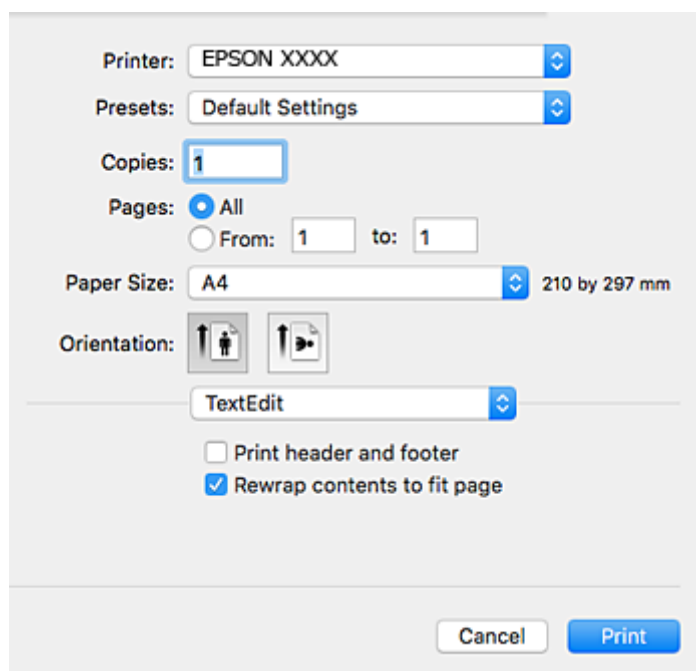 Printer: EPSON XXXX
Presets: Default Settings
Copies: 1
Pages: All
From: 1 to: 1
Paper Size: A4 210 by 297 mm
Orientation:
TextEdit
Print header and footer
Rewrap contents to fit page
Cancel Print